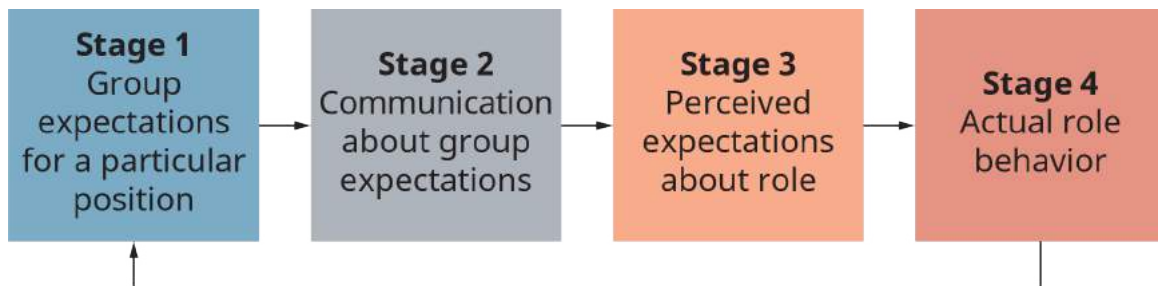 Stage 1
Group
expectations
for a particular
position
Stage 2
Communication
about group
expectations
Stage 3
Perceived
expectations
about role
Stage 4
Actual role
behavior